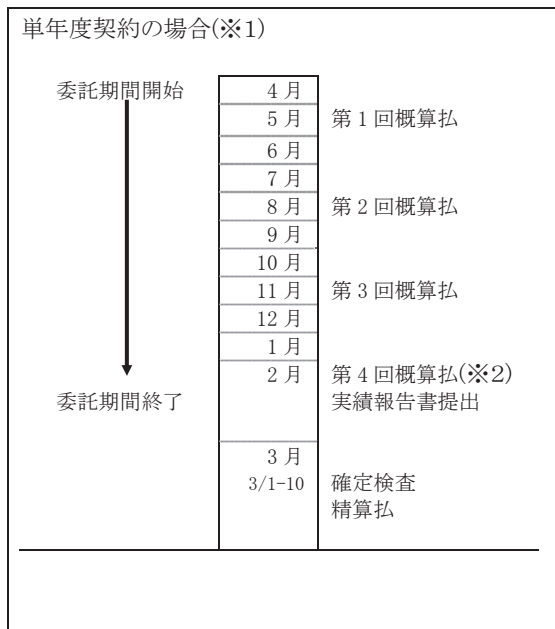 単年度契約の場合(※1)
委託期間開始 4月
5月 第1回概算払
6月
7月
8月 第2回概算払
9月
10月
11月 第3回概算払
12月
1月
2月 第4回概算払(※2)
委託期間終了 実績報告書提出
3月
3/1-10 確定検査
精算払